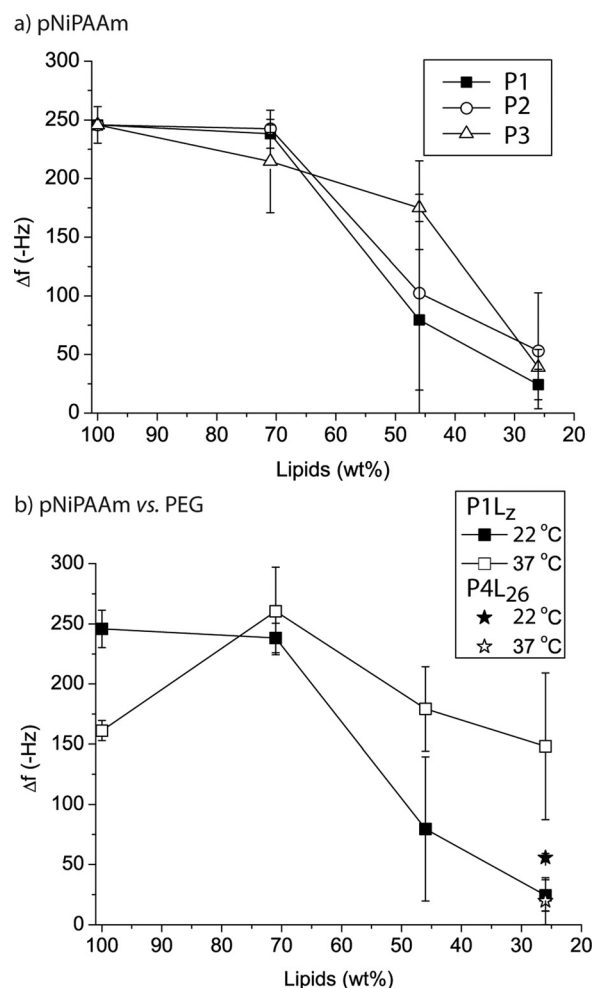 a) pNiPAAm
300
250
200
150
100
50
0
Δf (-Hz)
P1
P2
P3
100 90 80 70 60 50 40 30 20
Lipids (wt%)
b) pNiPAAm vs. PEG
300
250
200
150
100
50
0
Δf (-Hz)
P1Lz
22 °C
37 °C
P4L26
22 °C
37 °C
100 90 80 70 60 50 40 30 20
Lipids (wt%)